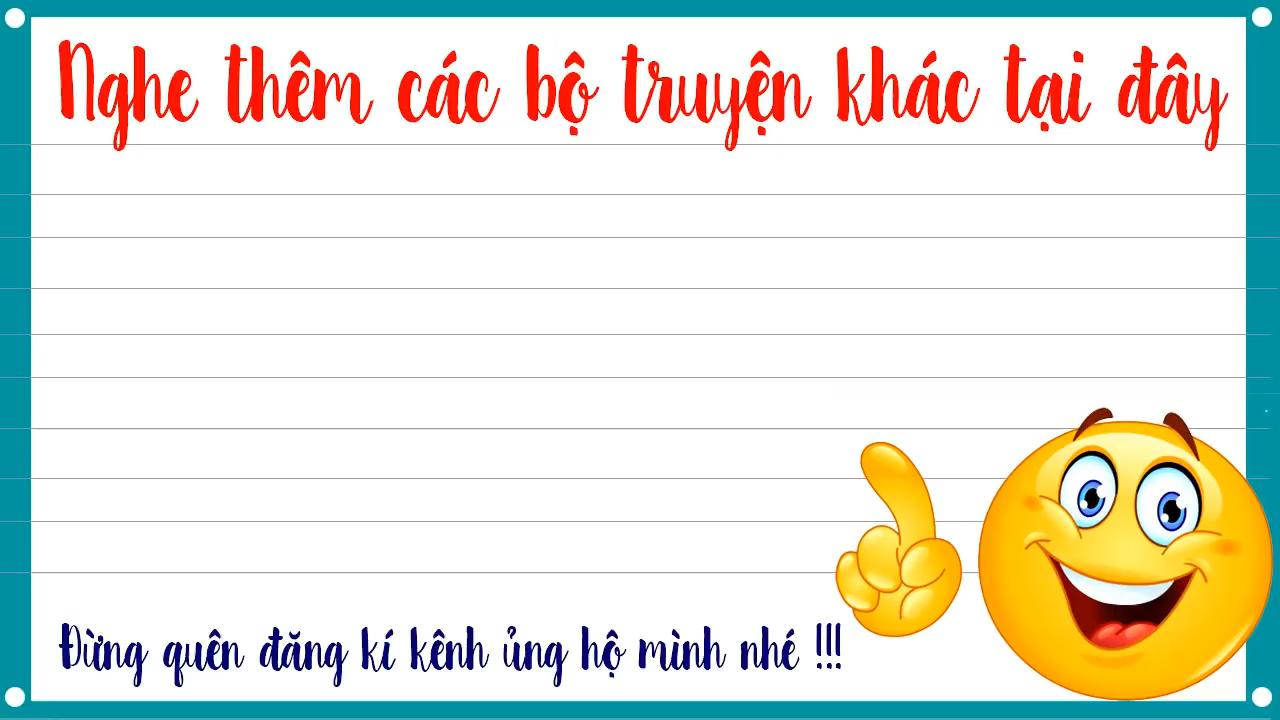 Nghe thêm các bộ truyện khác tại đây
Đừng quên đăng kí kênh ủng hộ mình nhé !!!